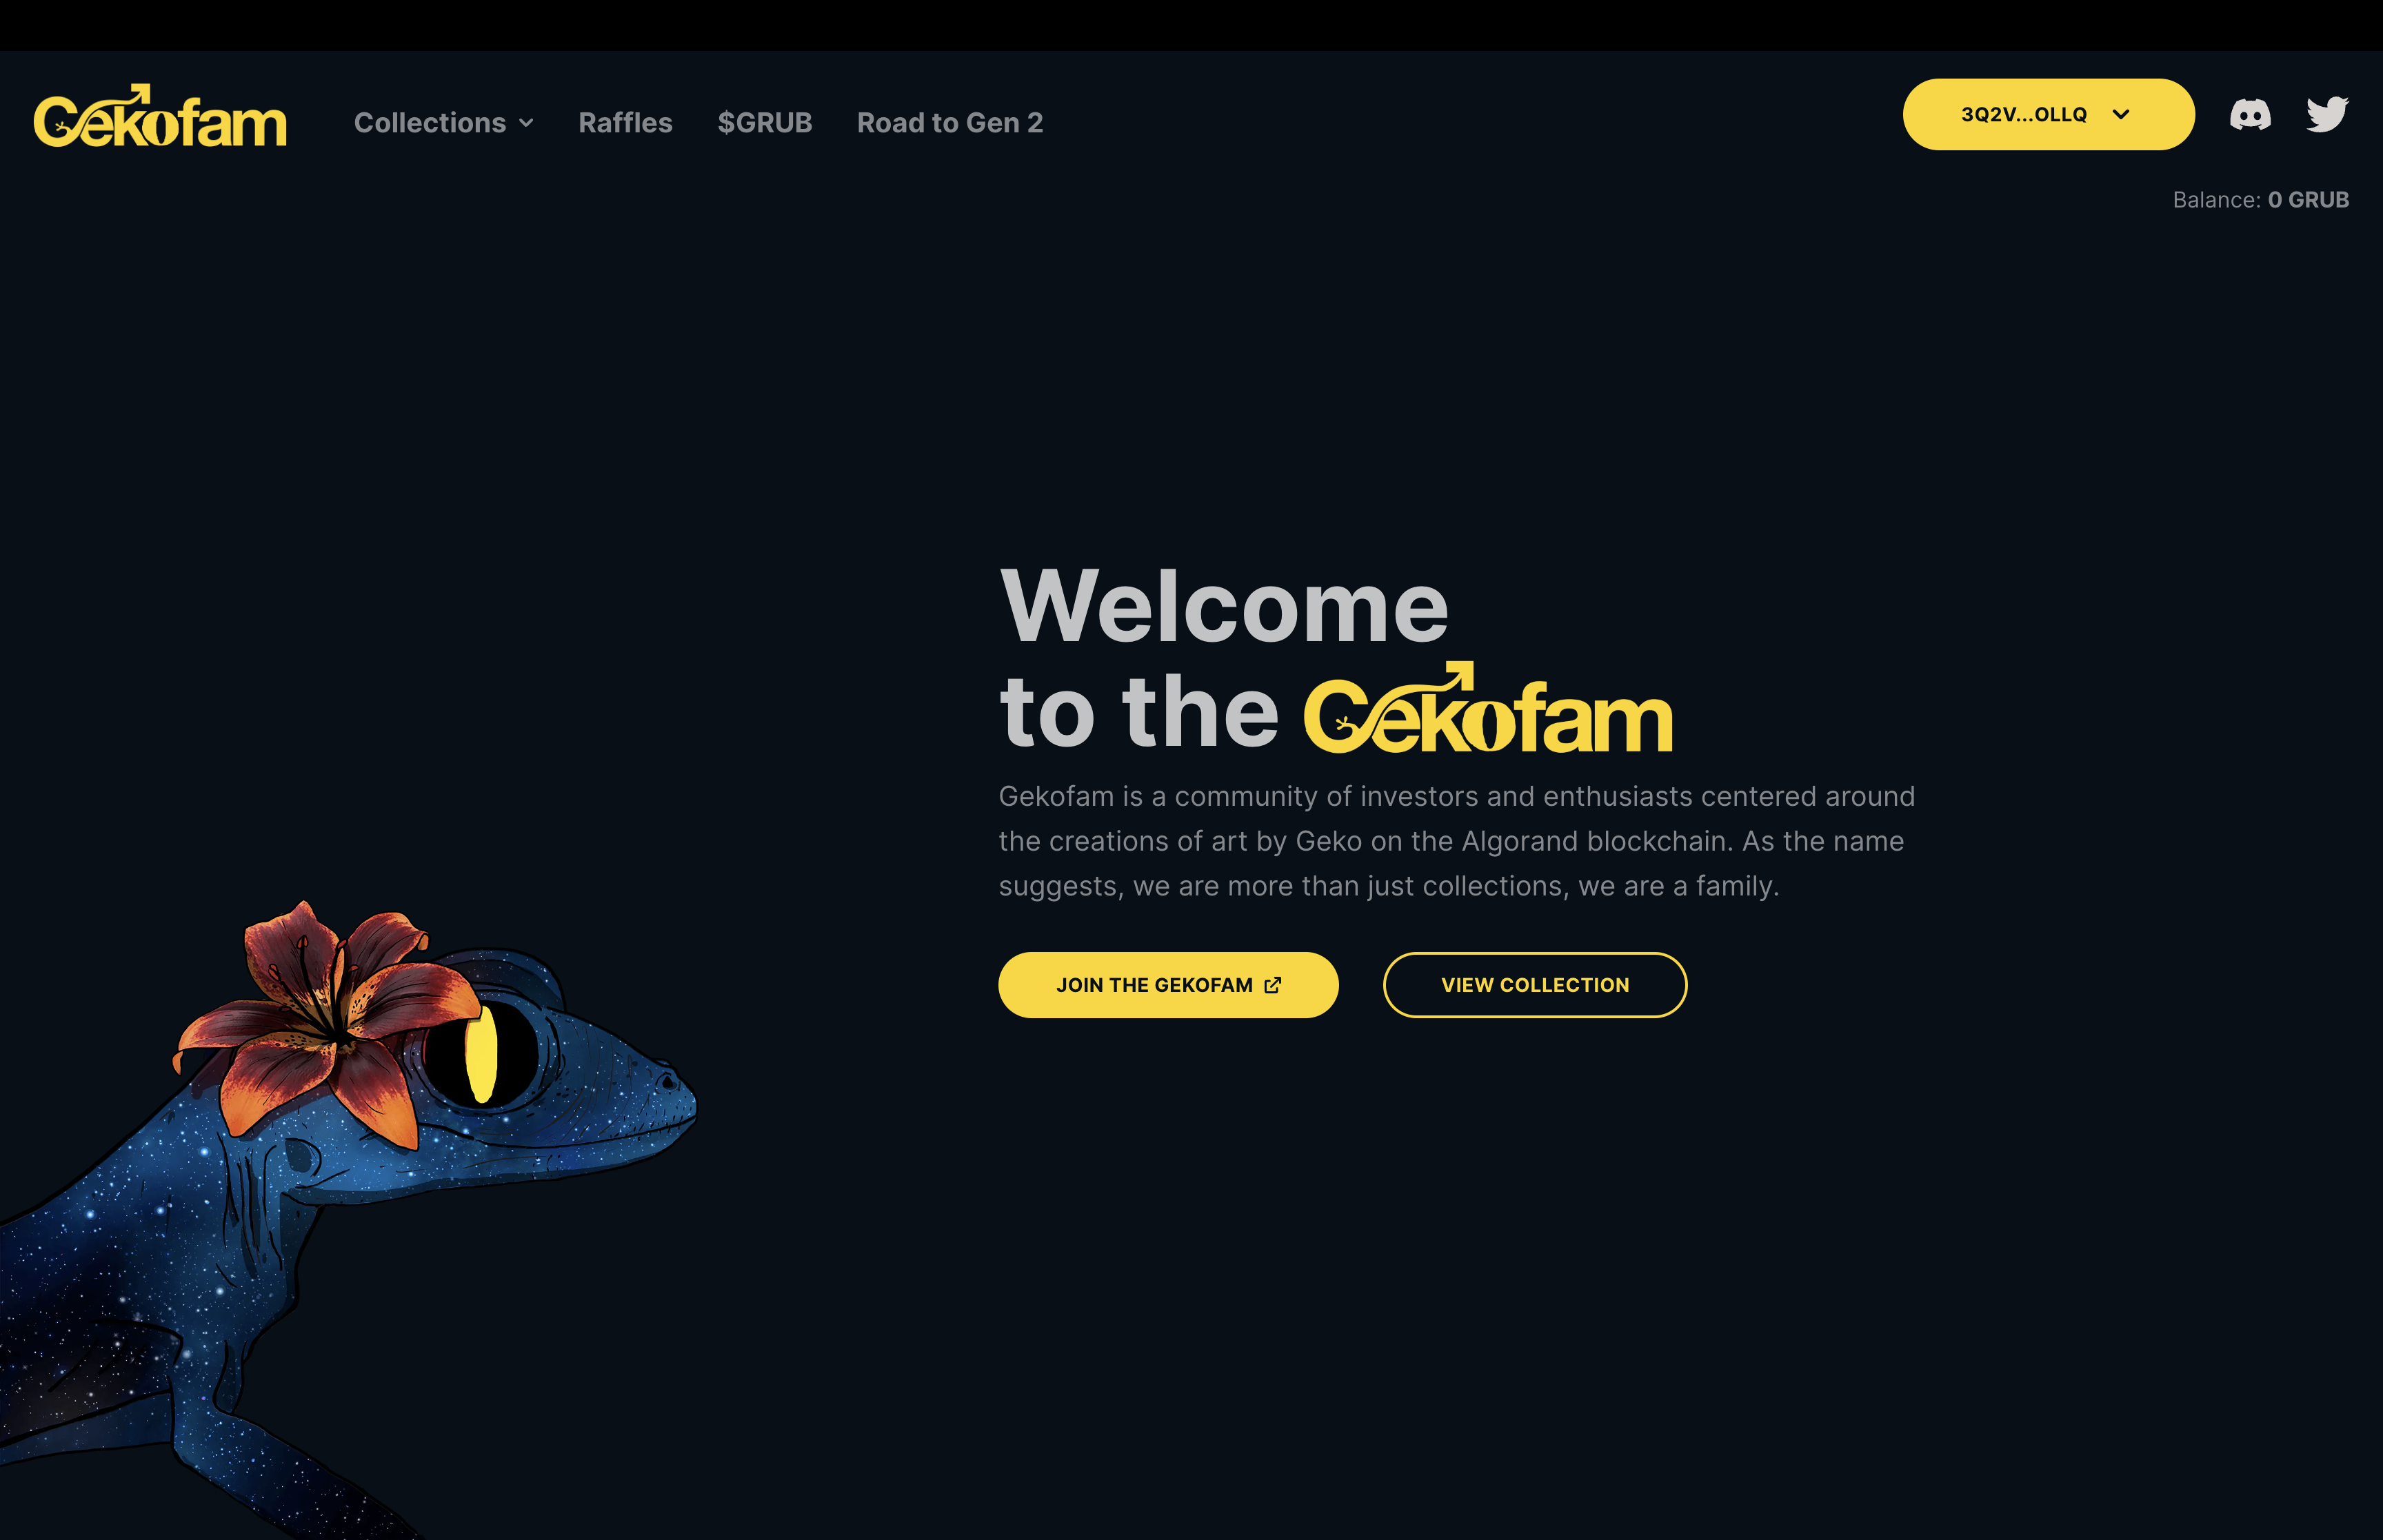 Gekofam
Collections
Raffles
$GRUB
Road to Gen 2
3Q2V...OLLQ
Balance: 0 GRUB
Welcome
to the Gekofam
Gekofam is a community of investors and enthusiasts centered around
the creations of art by Geko on the Algorand blockchain. As the name
suggests, we are more than just collections, we are a family.
JOIN THE GEKOFAM
VIEW COLLECTION